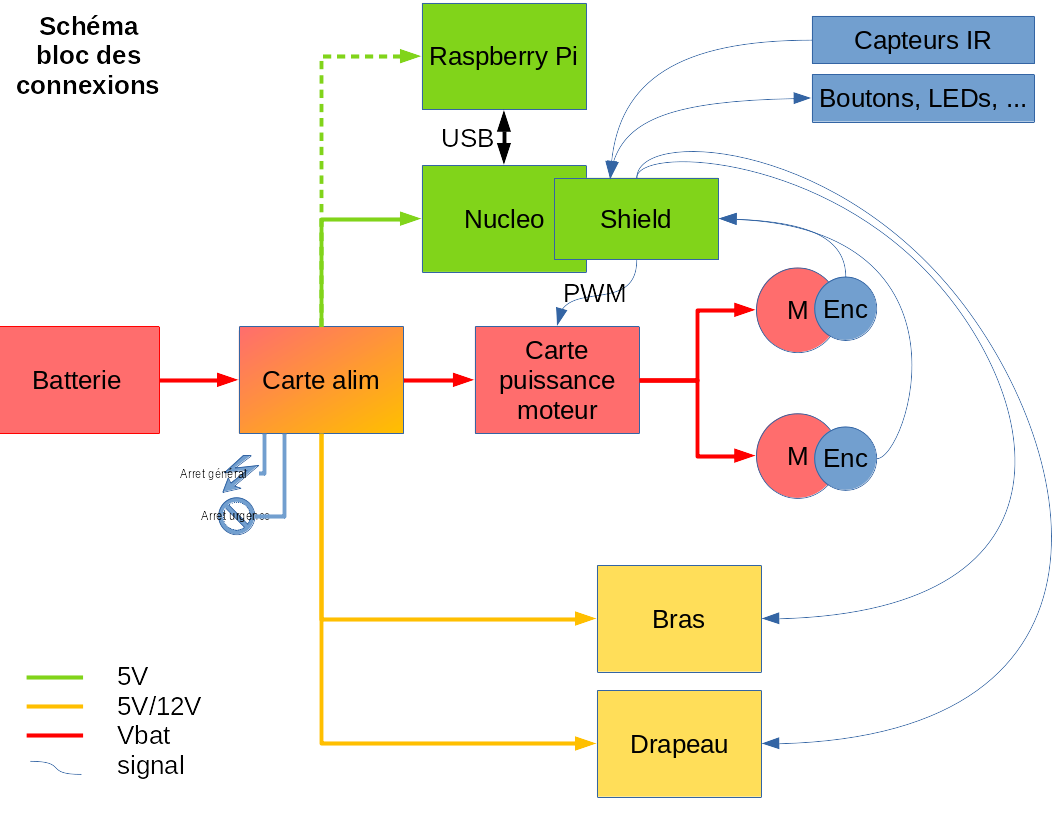 Schéma
bloc des
connexions
Raspberry Pi
Capteurs IR
Boutons, LEDs, ...
USB
Nucleo
Shield
PWM
M
Enc
Batterie
Carte alim
Carte
puissance
moteur
M
Enc
Arret général
Arret urgence
Bras
Drapeau
5V
5V/12V
Vbat
signal